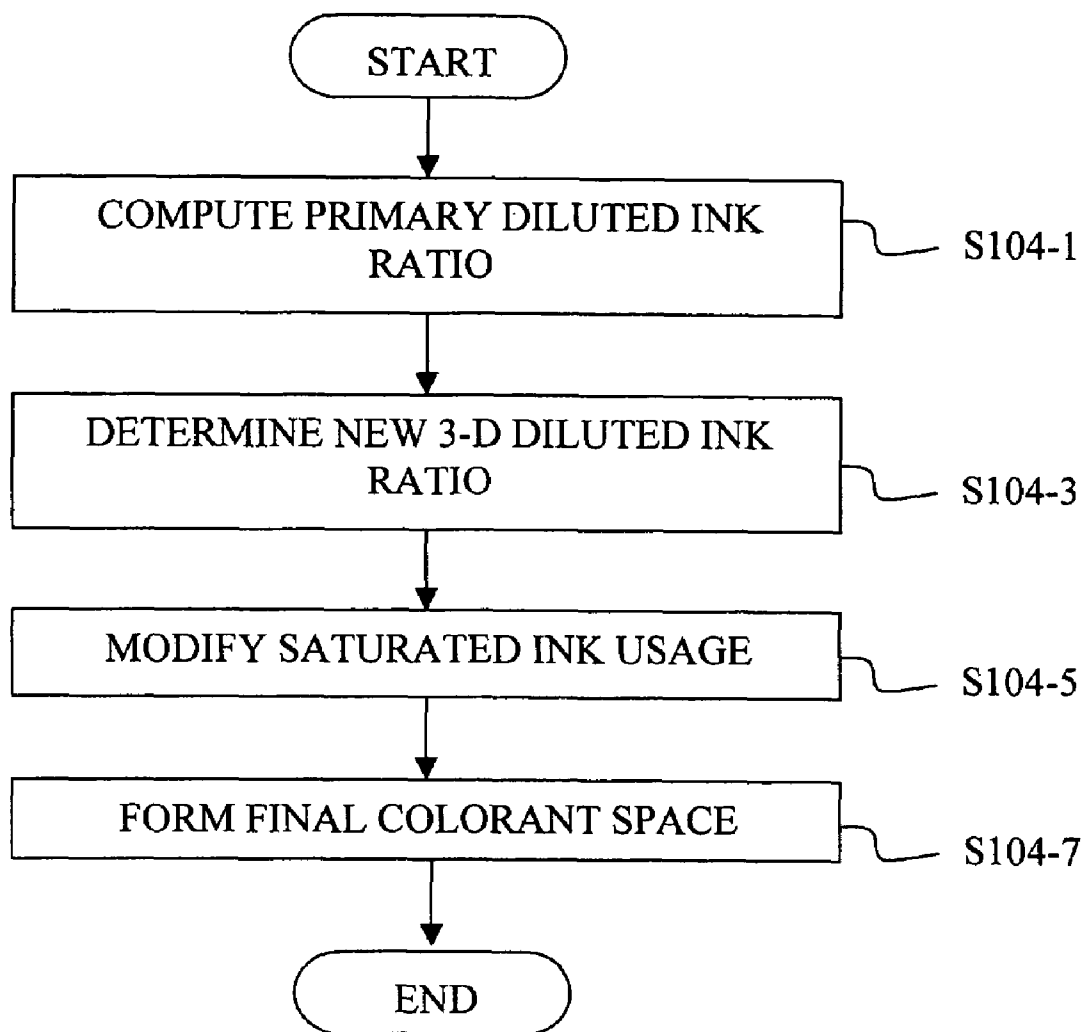 START
COMPUTE PRIMARY DILUTED INK
RATIO
S104-1
DETERMINE NEW 3-D DILUTED INK
RATIO
S104-3
MODIFY SATURATED INK USAGE
S104-5
FORM FINAL COLORANT SPACE
S104-7
END